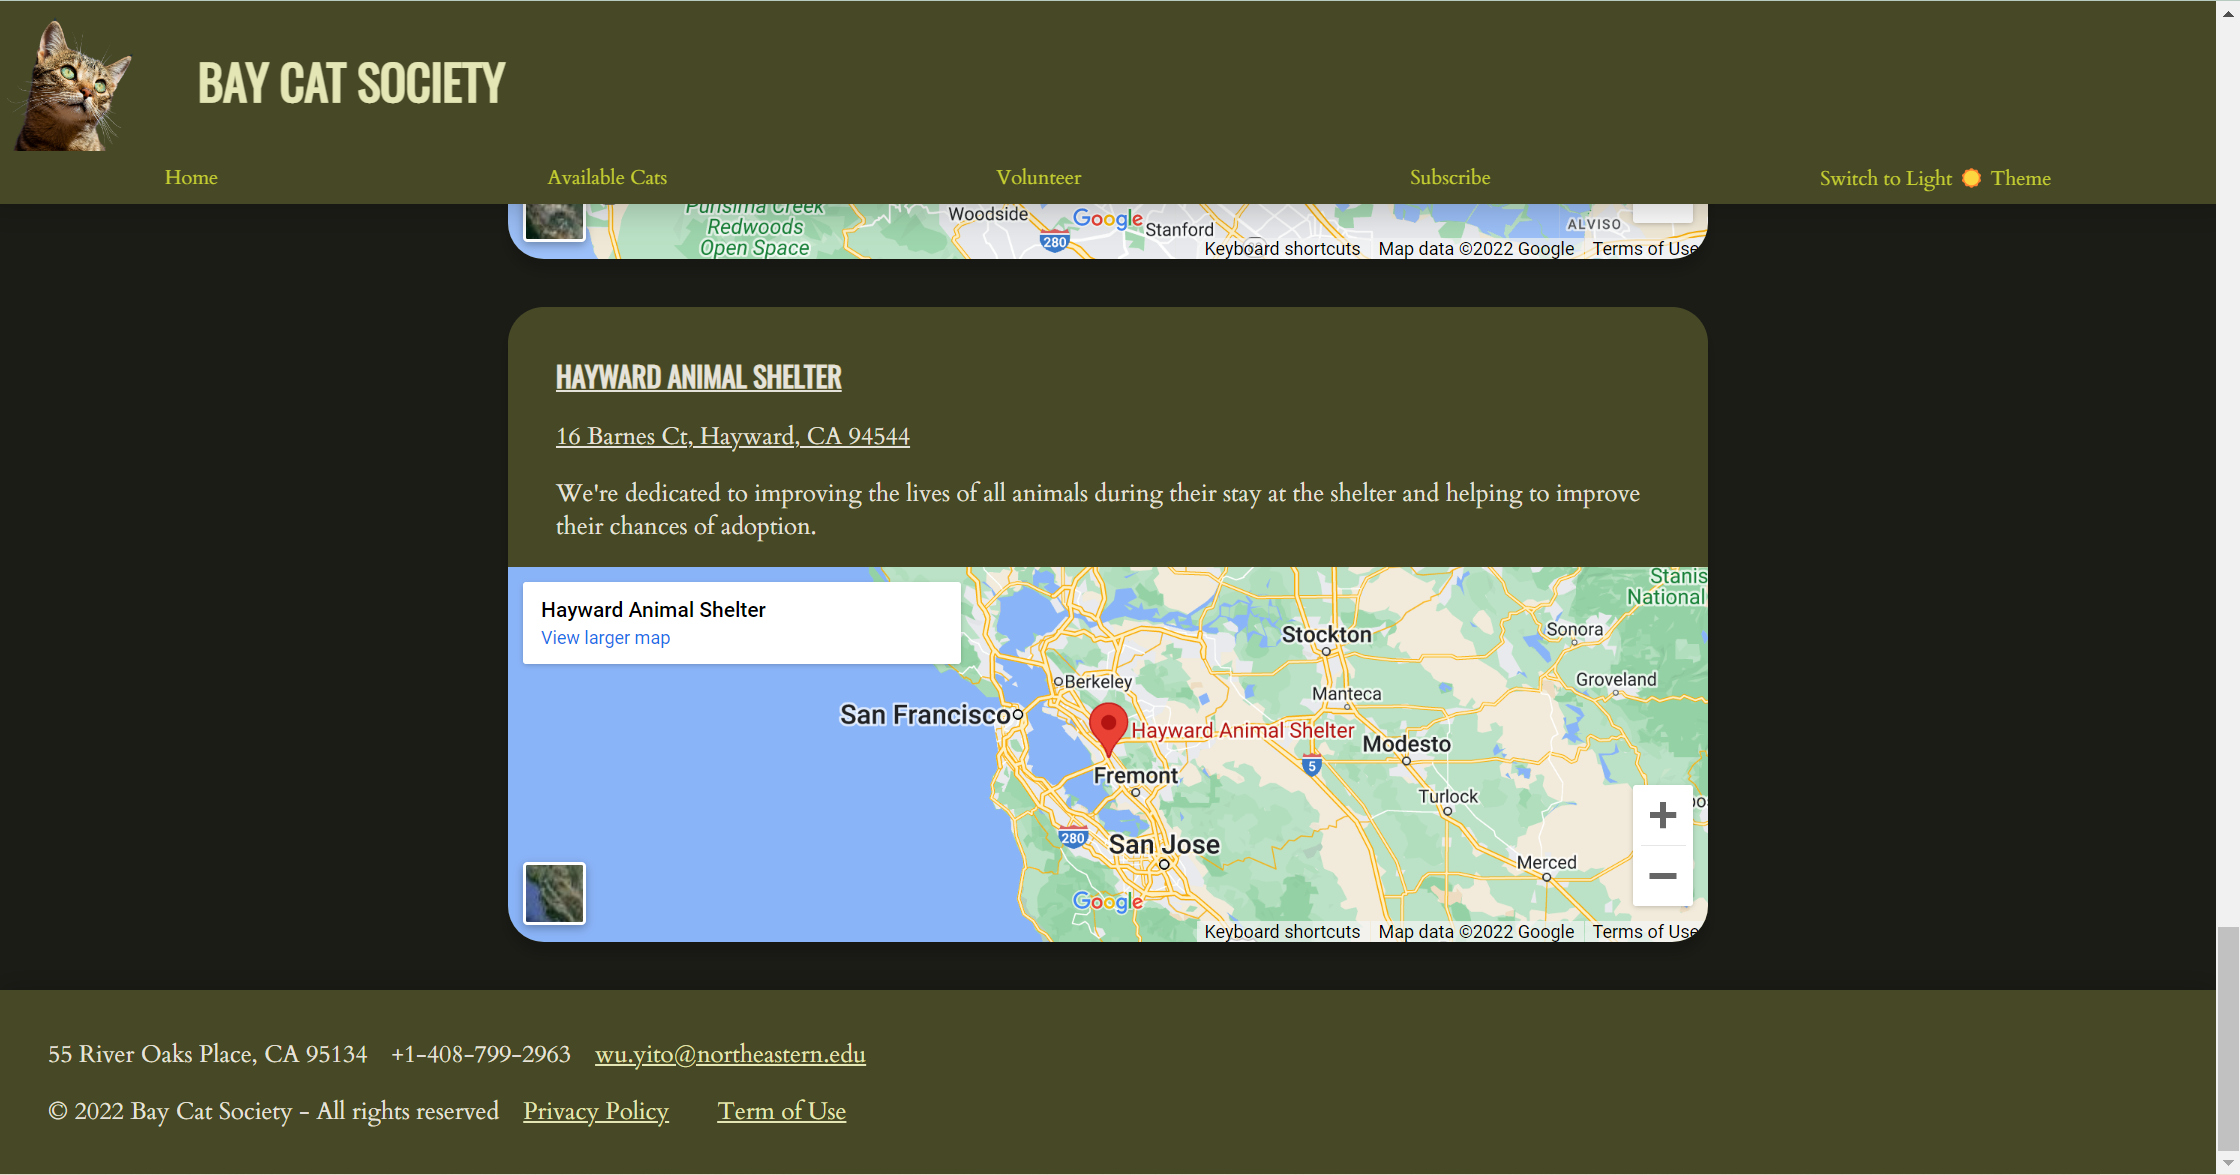 BAY CAT SOCIETY
Home
Available Cats
Volunteer
Subscribe
Switch to Light Theme
Purisima Creek
Redwoods
Open Space
Woodside
Google
280
Stanford
ALVISO
Keyboard shortcuts
Map data ©2022 Google
Terms of Use
HAYWARD ANIMAL SHELTER
16 Barnes Ct, Hayward, CA 94544
We're dedicated to improving the lives of all animals during their stay at the shelter and helping to improve
their chances of adoption.
Hayward Animal Shelter
View larger map
Stanis
National
Stockton
Sonora
Berkeley
Groveland
Manteca
San Francisco
Hayward Animal Shelter
Modesto
5
Fremont
Turlock
280
San Jose
Merced
Google
Keyboard shortcuts
Map data ©2022 Google
Terms of Use
55 River Oaks Place, CA 95134 +1-408-799-2963 wu.yito@northeastern.edu
© 2022 Bay Cat Society - All rights reserved Privacy Policy Term of Use